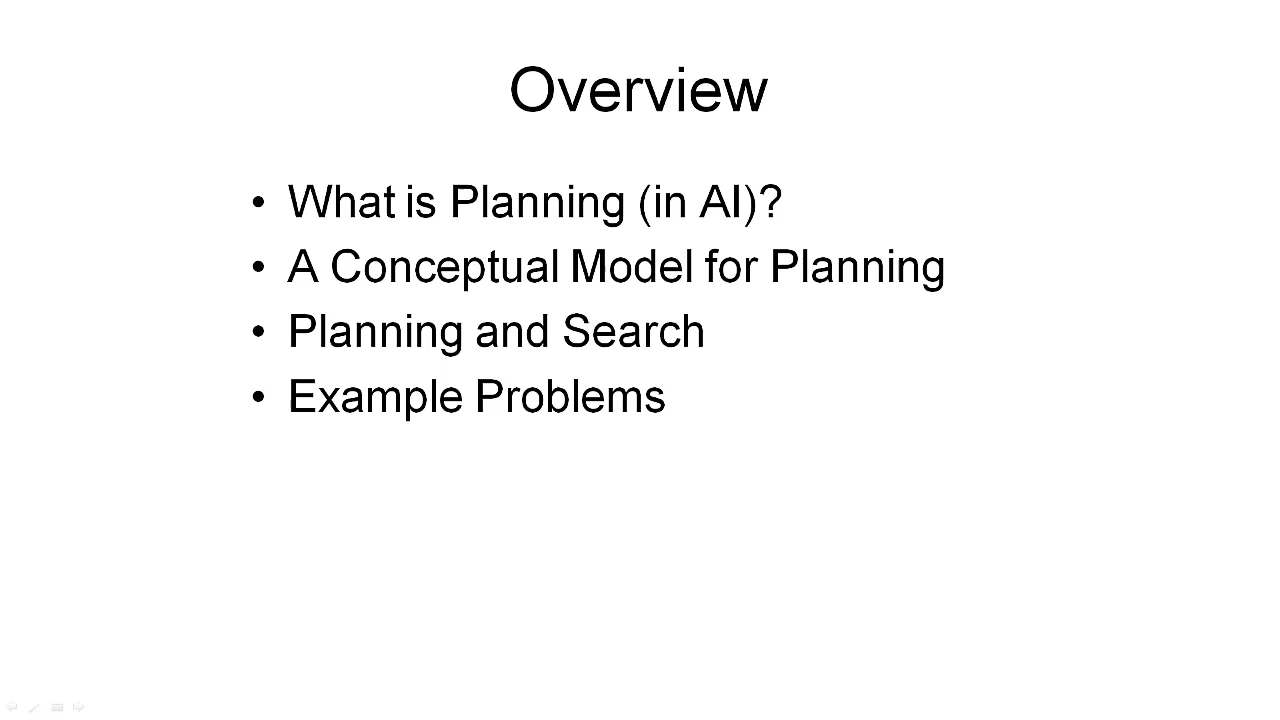 Overview
• What is Planning (in AI)?
• A Conceptual Model for Planning
• Planning and Search
• Example Problems